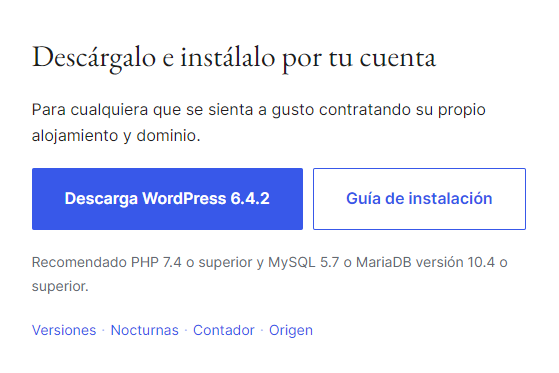 Descárgalo e instálalo por tu cuenta
Para cualquiera que se sienta a gusto contratando su propio
alojamiento y dominio.
Descarga WordPress 6.4.2
Guía de instalación
Recomendado PHP 7.4 o superior y MySQL 5.7 o MariaDB versión 10.4 o
superior.
Versiones · Nocturnas · Contador · Origen